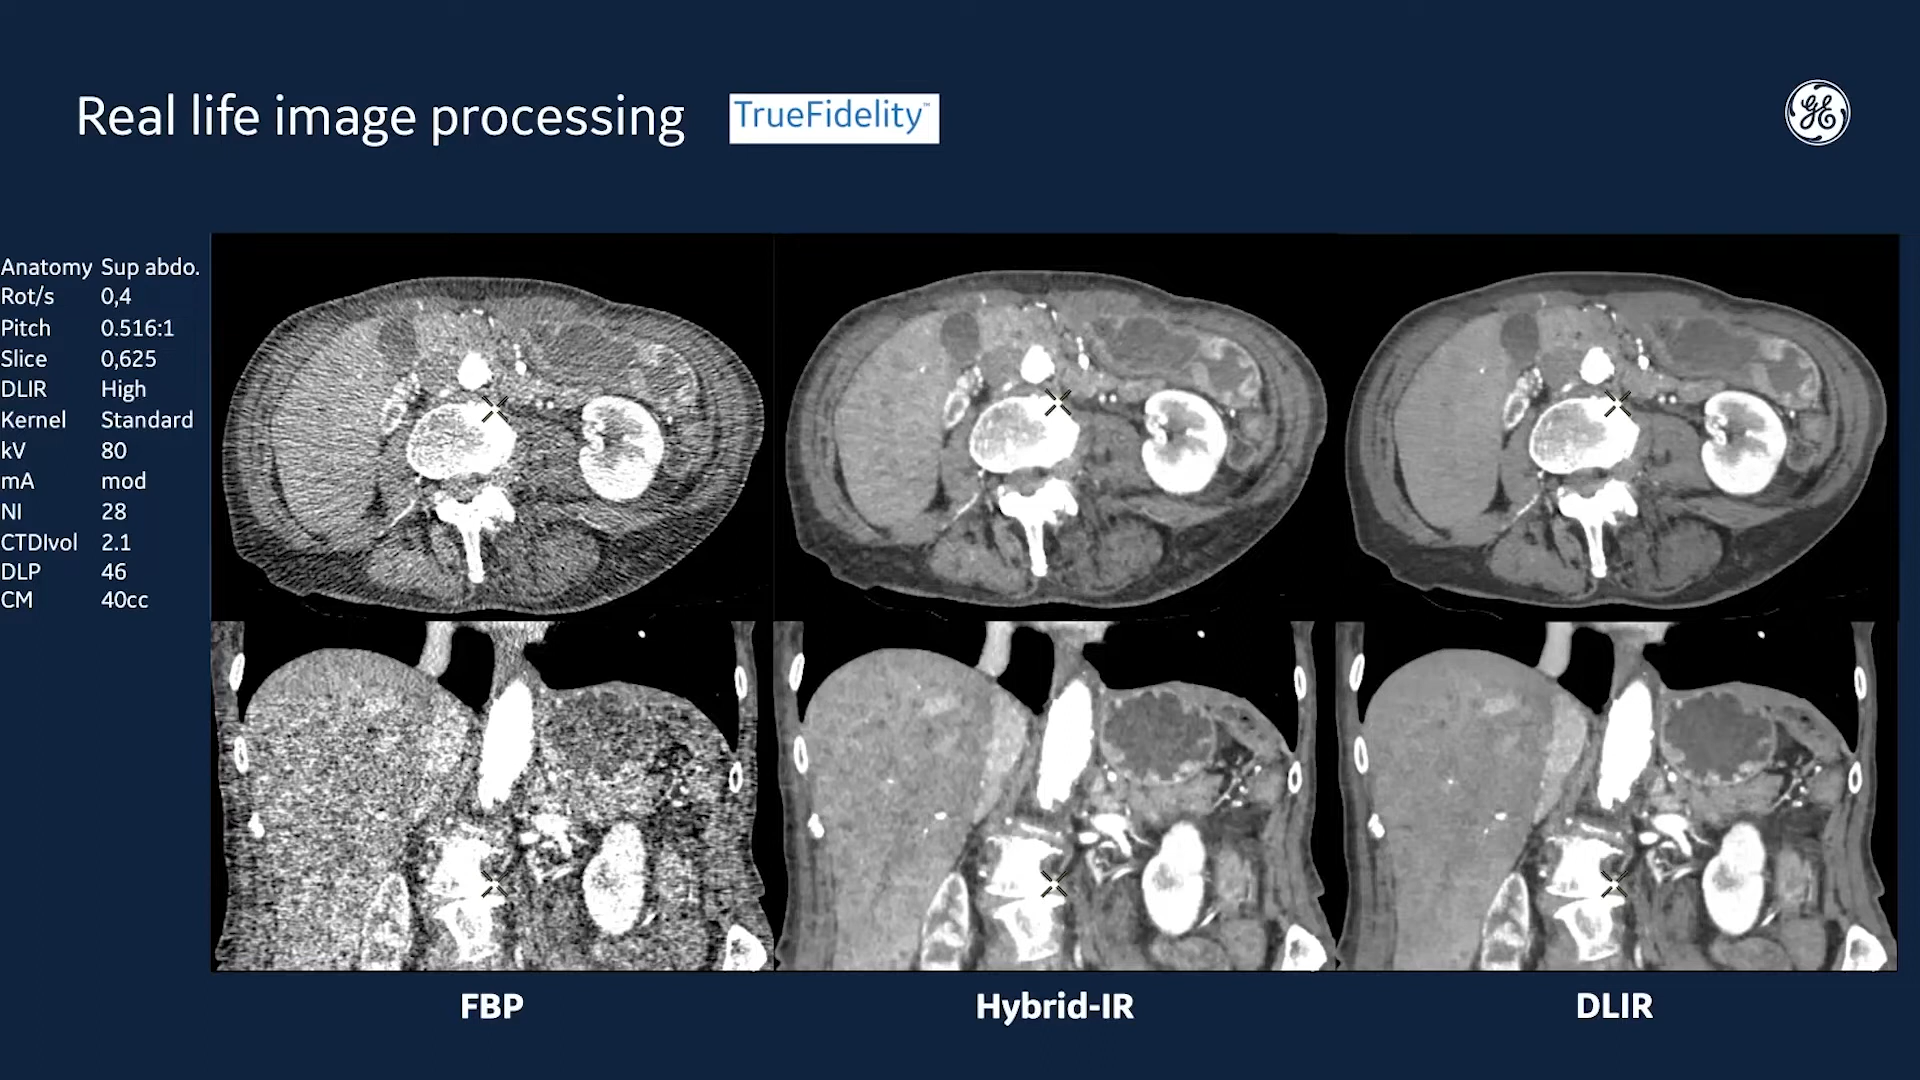 Real life image processing
TrueFidelity™
GE
Anatomy Sup abdo.
Rot/s 0,4
Pitch 0.516:1
Slice 0,625
DLIR High
Kernel Standard
kV 80
mA mod
NI 28
CTDIvol 2.1
DLP 46
CM 40cc
FBP
Hybrid-IR
DLIR